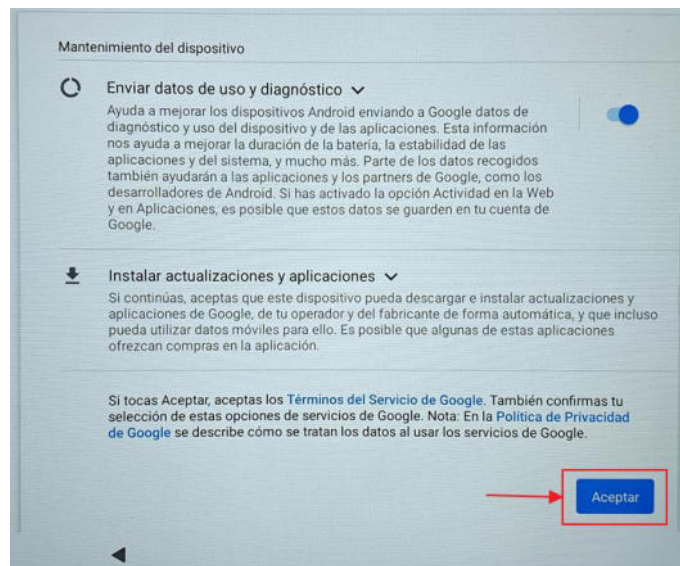 Mantenimiento del dispositivo
Enviar datos de uso y diagnóstico
Ayuda a mejorar los dispositivos Android enviando a Google datos de
diagnóstico y uso del dispositivo y de las aplicaciones. Esta información
nos ayuda a mejorar la duración de la batería, la estabilidad de las
aplicaciones y del sistema, y mucho más. Parte de los datos recogidos
también ayudarán a las aplicaciones y los partners de Google, como los
desarrolladores de Android. Si has activado la opción Actividad en la Web
y en Aplicaciones, es posible que estos datos se guarden en tu cuenta de
Google.
Instalar actualizaciones y aplicaciones
Si continúas, aceptas que este dispositivo pueda descargar e instalar actualizaciones y
aplicaciones de Google, de tu operador y del fabricante de forma automática, y que incluso
pueda utilizar datos móviles para ello. Es posible que algunas de estas aplicaciones
ofrezcan compras en la aplicación.
Si tocas Aceptar, aceptas los Términos del Servicio de Google. También confirmas tu
selección de estas opciones de servicios de Google. Nota: En la Política de Privacidad
de Google se describe cómo se tratan los datos al usar los servicios de Google.
Aceptar